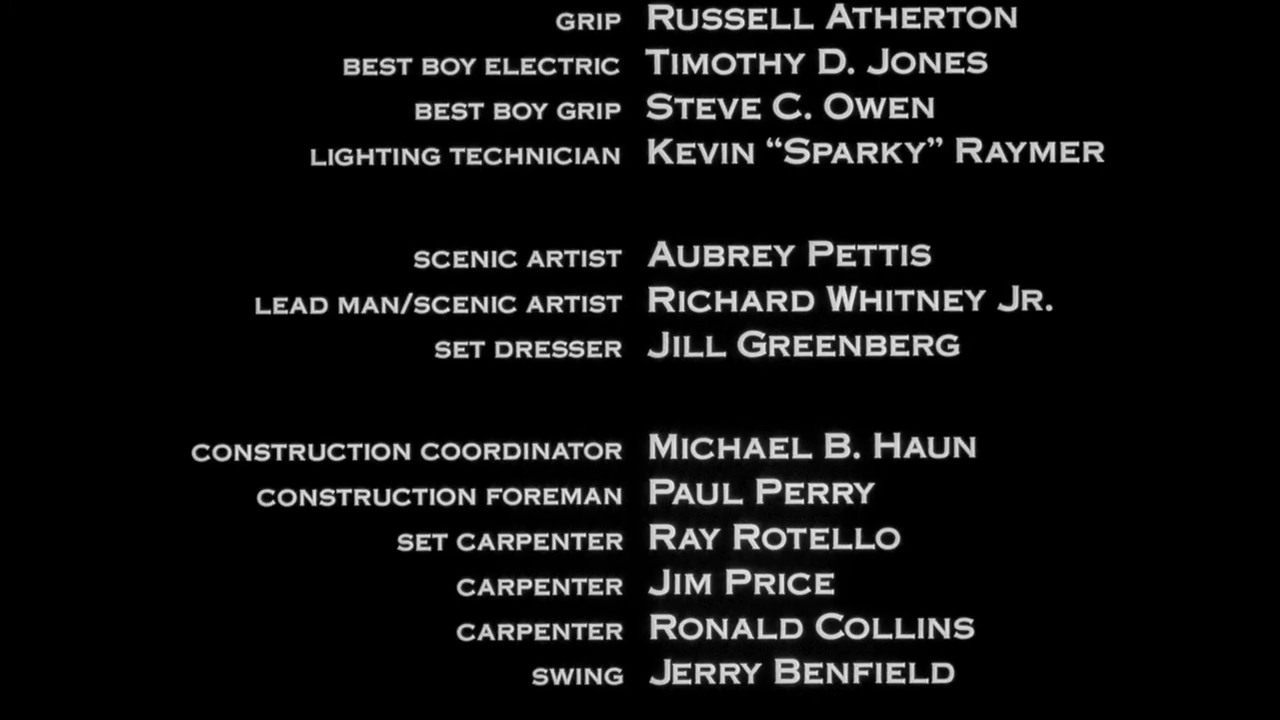 GRIP RUSSELL ATHERTON
BEST BOY ELECTRIC TIMOTHY D. JONES
BEST BOY GRIP STEVE C. OWEN
LIGHTING TECHNICIAN KEVIN “SPARKY” RAYMER
SCENIC ARTIST AUBREY PETTIS
LEAD MAN/SCENIC ARTIST RICHARD WHITNEY JR.
SET DRESSER JILL GREENBERG
CONSTRUCTION COORDINATOR MICHAEL B. HAUN
CONSTRUCTION FOREMAN PAUL PERRY
SET CARPENTER RAY ROTELLO
CARPENTER JIM PRICE
CARPENTER RONALD COLLINS
SWING JERRY BENFIELD